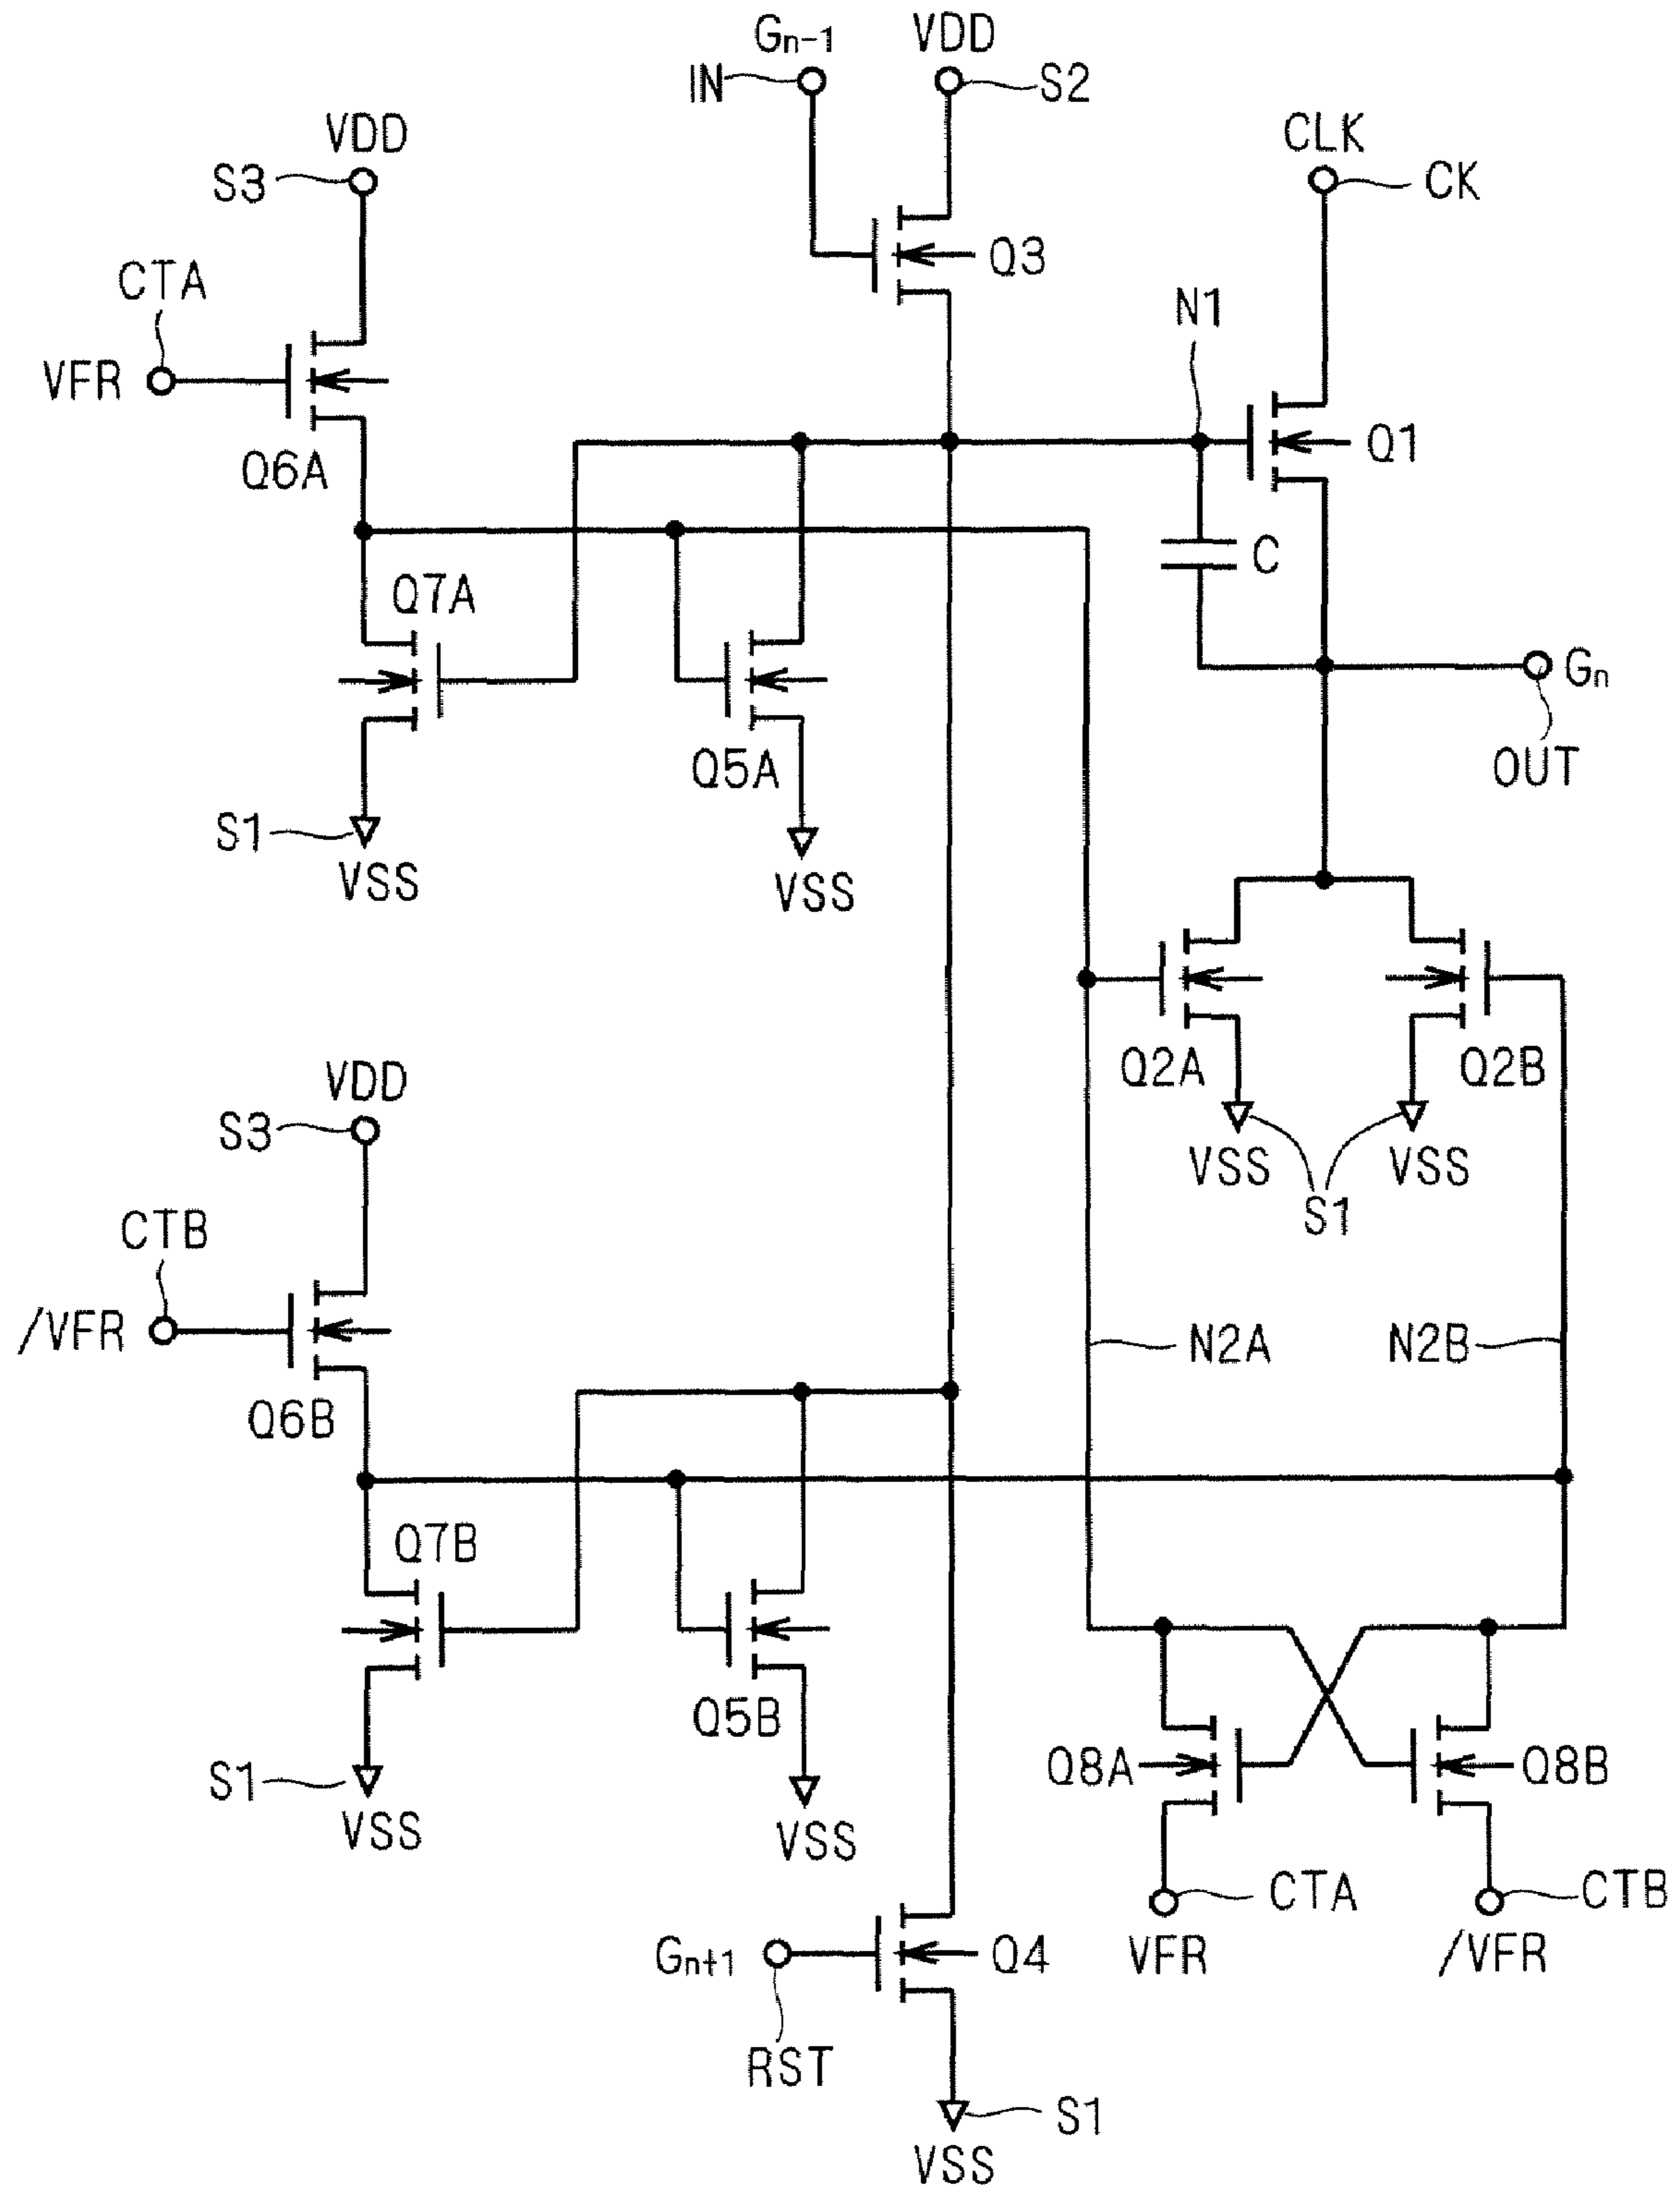 Gn-1 VDD
IN S2
VDD CLK
S3 CK
Q3
CTA
N1
VFR
Q6A Q1
C
Q7A
Gn
Q5A OUT
S1
VSS VSS
Q2A Q2B
VDD
S3
VSS VSS
S1
CTB
/VFR N2A N2B
Q6B
Q7B
Q5B
Q8A Q8B
S1
VSS VSS
CTA CTB
Gn+1 Q4 VFR /VFR
RST
S1
VSS